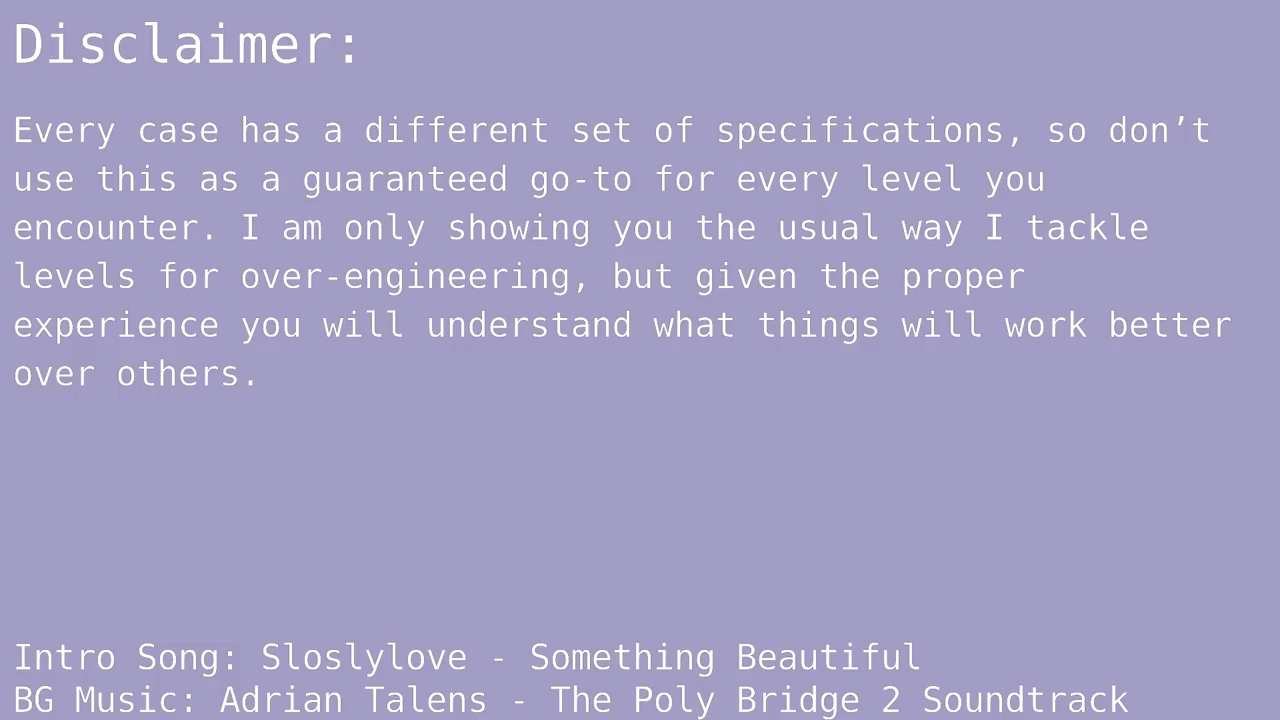 Disclaimer:
Every case has a different set of specifications, so don’t
use this as a guaranteed go-to for every level you
encounter. I am only showing you the usual way I tackle
levels for over-engineering, but given the proper
experience you will understand what things will work better
over others.
Intro Song: Sloslylove - Something Beautiful
BG Music: Adrian Talens - The Poly Bridge 2 Soundtrack